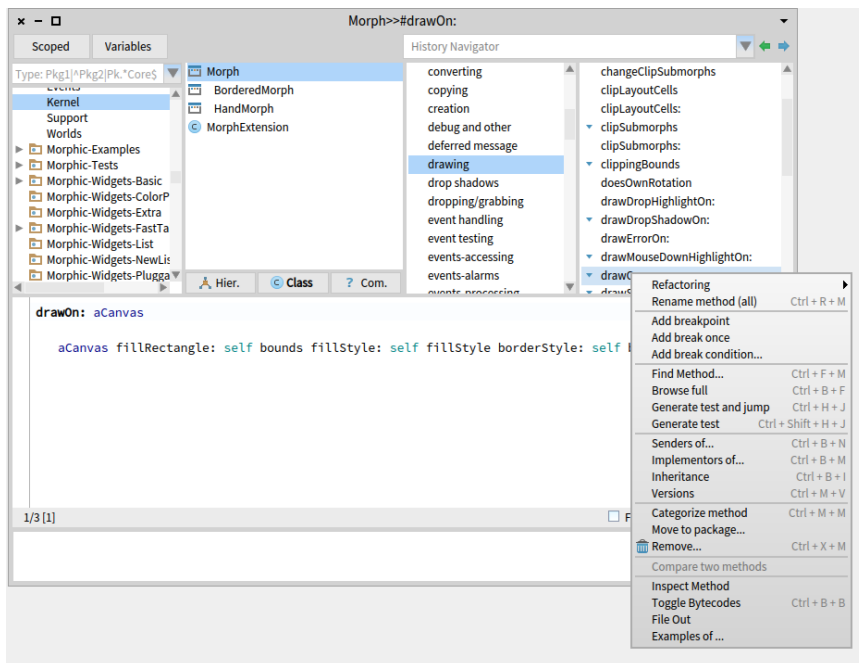 Morph>>#drawOn:
Scoped
Variables
History Navigator
Type: Pkg1|^Pkg2|Pk.*Core$
Events
Kernel
Support
Worlds
Morphic-Examples
Morphic-Tests
Morphic-Widgets-Basic
Morphic-Widgets-ColorP
Morphic-Widgets-Extra
Morphic-Widgets-FastTa
Morphic-Widgets-List
Morphic-Widgets-NewLis
Morphic-Widgets-Plugga
Morph
BorderedMorph
HandMorph
MorphExtension
Hier.
Class
? Com.
converting
copying
creation
debug and other
deferred message
drawing
drop shadows
dropping/grabbing
event handling
event testing
events-accessing
events-alarms
events-processing
changeClipSubmorphs
clipLayoutCells
clipLayoutCells:
clipSubmorphs
clipSubmorphs:
clippingBounds
doesOwnRotation
drawDropHighlightOn:
drawDropShadowOn:
drawErrorOn:
drawMouseDownHighlightOn:
drawO
drawS
drawOn: aCanvas
aCanvas fillRectangle: self bounds fillStyle: self fillStyle borderStyle: self b
1/3 [1]
F
Refactoring
Rename method (all) Ctrl + R + M
Add breakpoint
Add break once
Add break condition...
Find Method... Ctrl + F + M
Browse full Ctrl + B + F
Generate test and jump Ctrl + H + J
Generate test Ctrl + Shift + H + J
Senders of... Ctrl + B + N
Implementors of... Ctrl + B + M
Inheritance Ctrl + B + I
Versions Ctrl + M + V
Categorize method Ctrl + M + M
Move to package...
Remove... Ctrl + X + M
Compare two methods
Inspect Method
Toggle Bytecodes Ctrl + B + B
File Out
Examples of ...